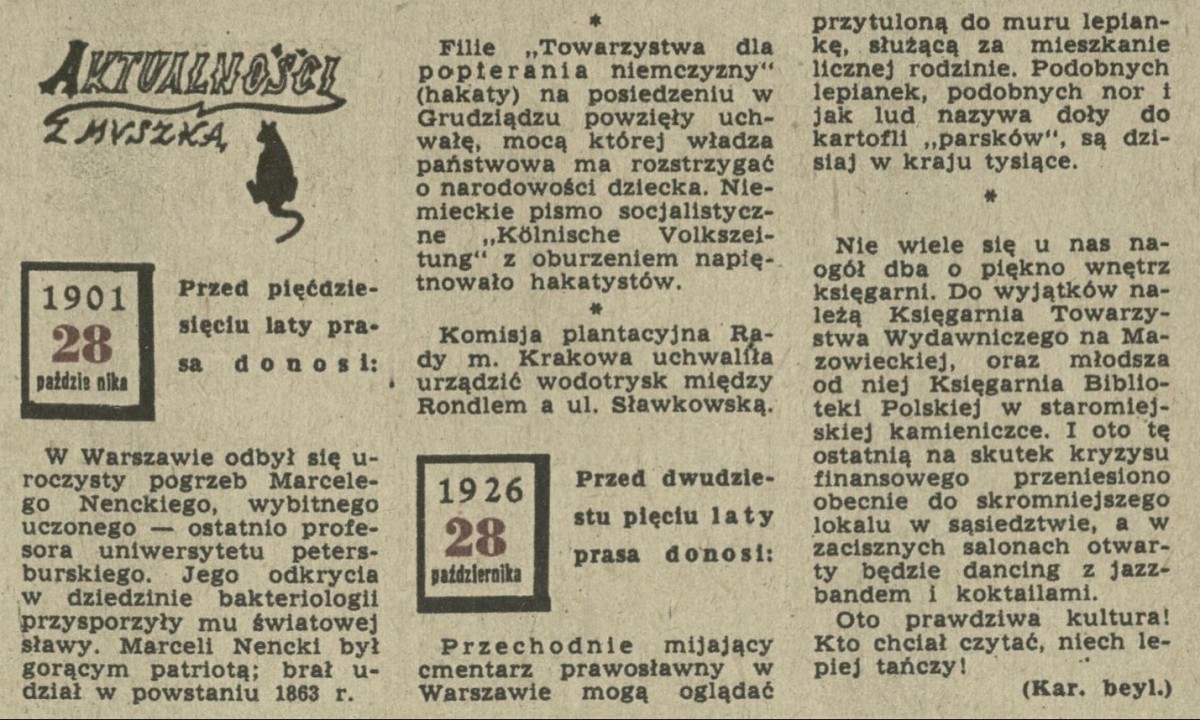 AKTUALNOŚCI
Z MYSZKĄ
1901
28
paździe nika
Przed pięćdzie-
sięciu laty pra-
sa donosi:
W Warszawie odbył się u-
roczysty pogrzeb Marcele-
go Nenckiego, wybitnego
uczonego — ostatnio profe-
sora uniwersytetu peters-
burskiego. Jego odkrycia
w dziedzinie bakteriologii
przysporzyły mu światowej
sławy. Marceli Nencki był
gorącym patriotą; brał u-
dział w powstaniu 1863 r.
*
Filie „Towarzystwa dla
popterania niemczyzny"
(hakaty) na posiedzeniu w
Grudziądzu powzięły uch-
wałę, mocą której władza
państwowa ma rozstrzygać
o narodowości dziecka. Nie-
mieckie pismo socjalistycz-
ne „Kölnische Volkszei-
tung" z oburzeniem napię-
tnowało hakatystów.
*
Komisja plantacyjna Ra-
dy m. Krakowa uchwaliła
urządzić wodotrysk między
Rondlem a ul. Sławkowską.
1926
28
października
Przed dwudzie-
stu pięciu laty
prasa donosi:
Przechodnie mijający
cmentarz prawosławny w
Warszawie mogą oglądać
przytuloną do muru lepian-
kę, służącą za mieszkanie
licznej rodzinie. Podobnych
lepianek, podobnych nor i
jak lud nazywa doły do
kartofli „parsków", są dzi-
siaj w kraju tysiące.
*
Nie wiele się u nas na-
ogół dba o piękno wnętrz
księgarni. Do wyjątków na-
leżą Księgarnia Towarzy-
stwa Wydawniczego na Ma-
zowieckiej, oraz młodsza
od niej Księgarnia Biblio-
teki Polskiej w staromiej-
skiej kamieniczce. I oto tę
ostatnią na skutek kryzysu
finansowego przeniesiono
obecnie do skromniejszego
lokalu w sąsiedztwie, a w
zacisznych salonach otwar-
ty będzie dancing z jazz-
bandem i koktailami.
Oto prawdziwa kultura!
Kto chciał czytać, niech le-
piej tańczy!
(Kar. beyl.)